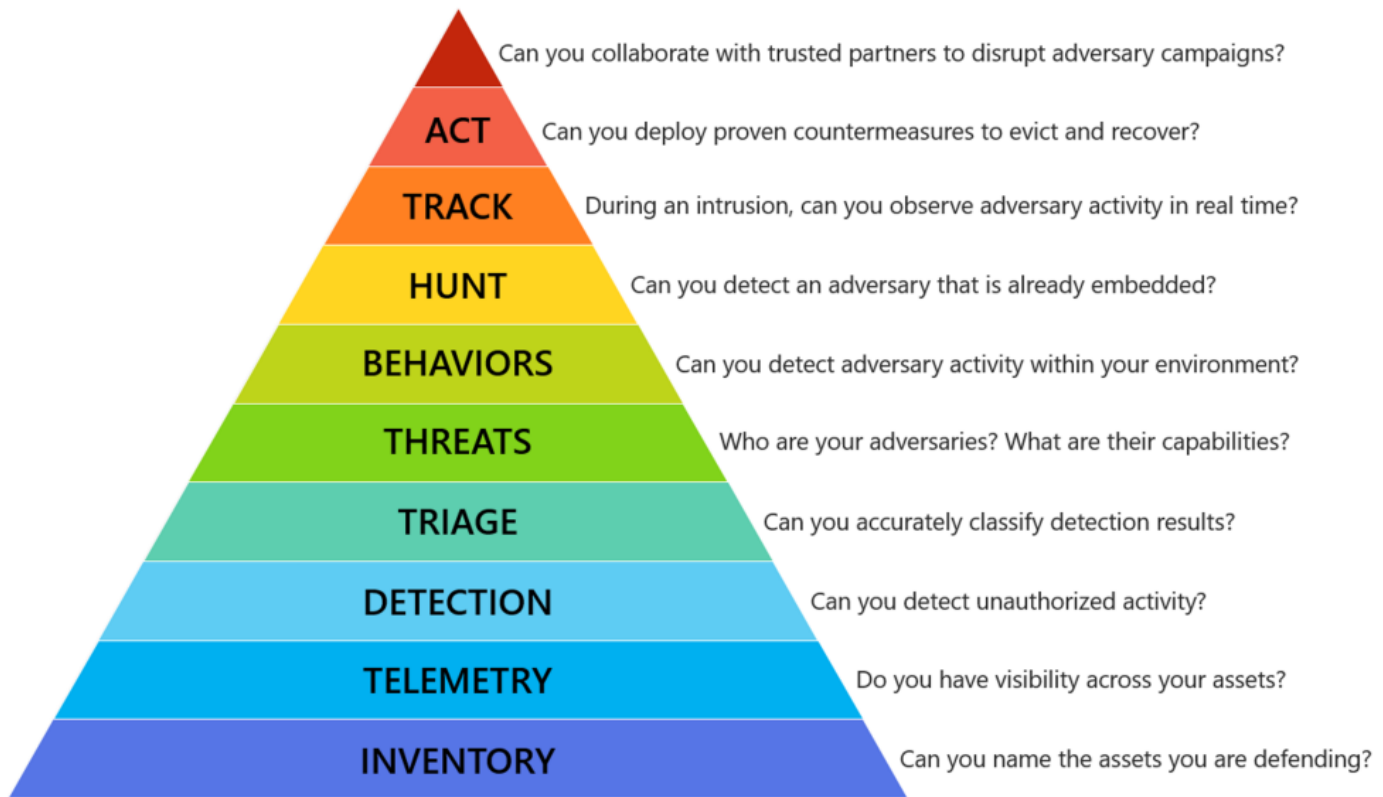 Can you collaborate with trusted partners to disrupt adversary campaigns?
ACT Can you deploy proven countermeasures to evict and recover?
TRACK During an intrusion, can you observe adversary activity in real time?
HUNT Can you detect an adversary that is already embedded?
BEHAVIORS Can you detect adversary activity within your environment?
THREATS Who are your adversaries? What are their capabilities?
TRIAGE Can you accurately classify detection results?
DETECTION Can you detect unauthorized activity?
TELEMETRY Do you have visibility across your assets?
INVENTORY Can you name the assets you are defending?